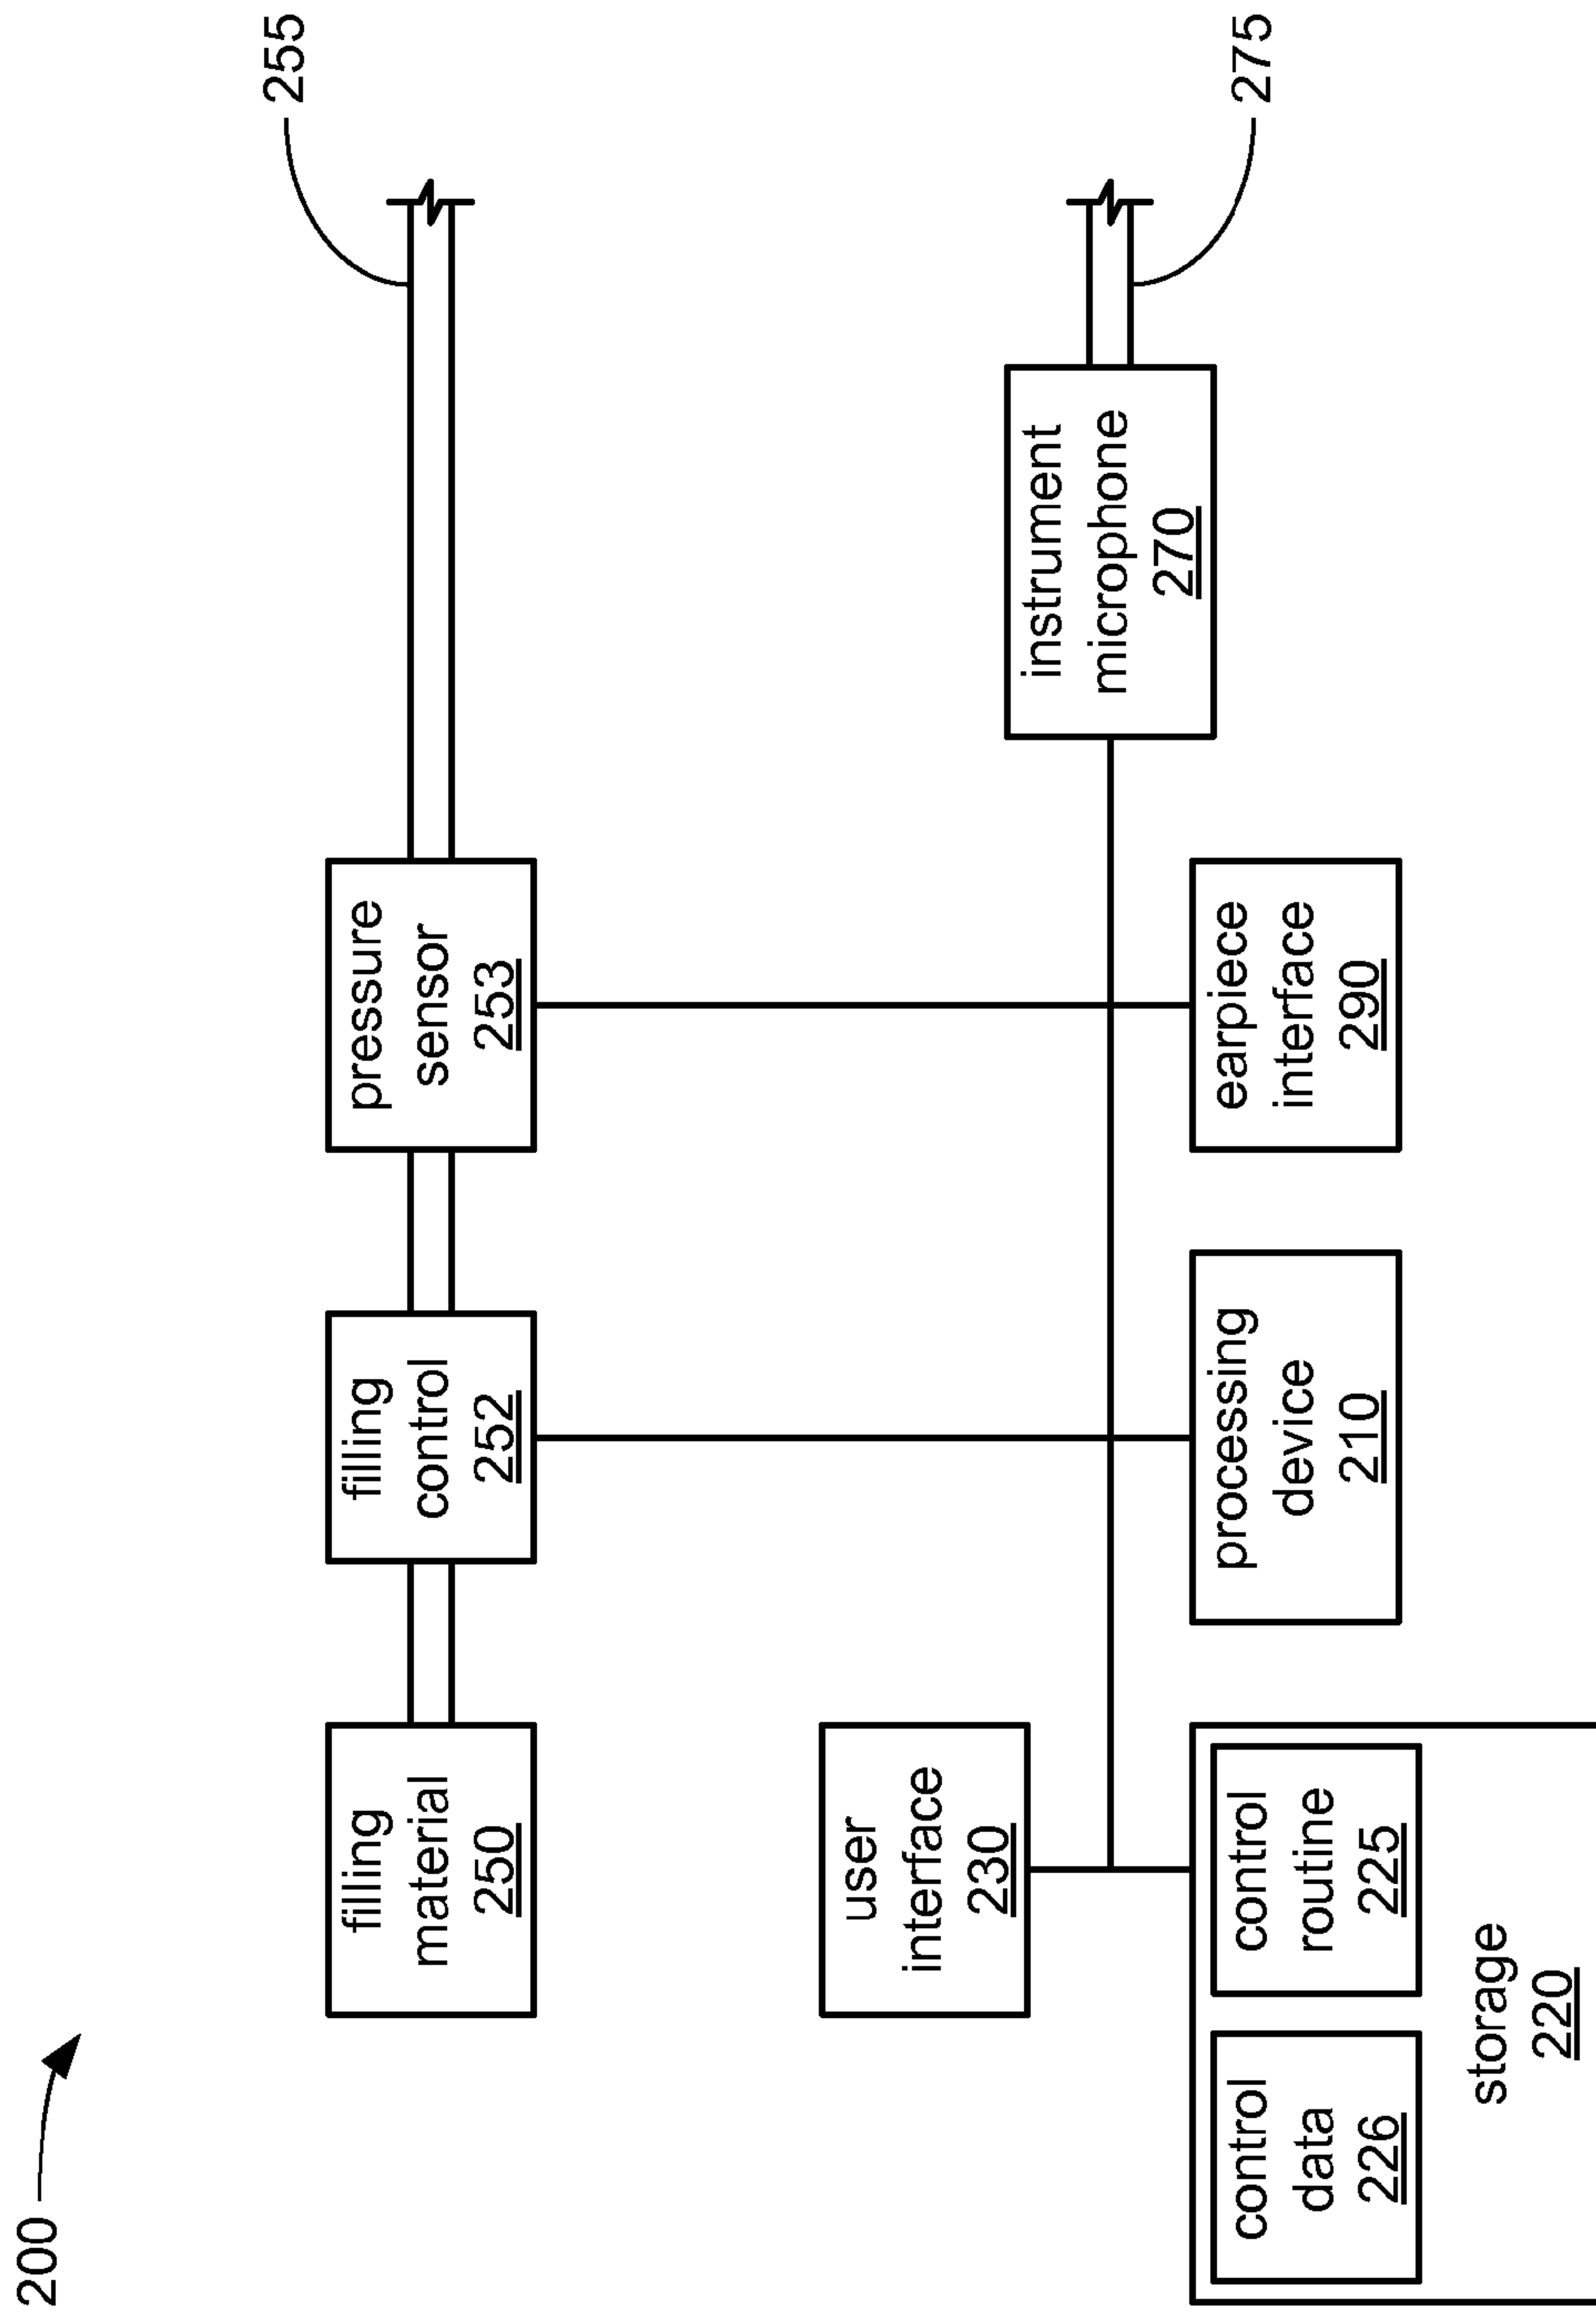 200
255
filling
material
250
filling
control
252
pressure
sensor
253
user
interface
230
instrument
microphone
270
275
control
data
226
control
routine
225
storage
220
processing
device
210
earpiece
interface
290